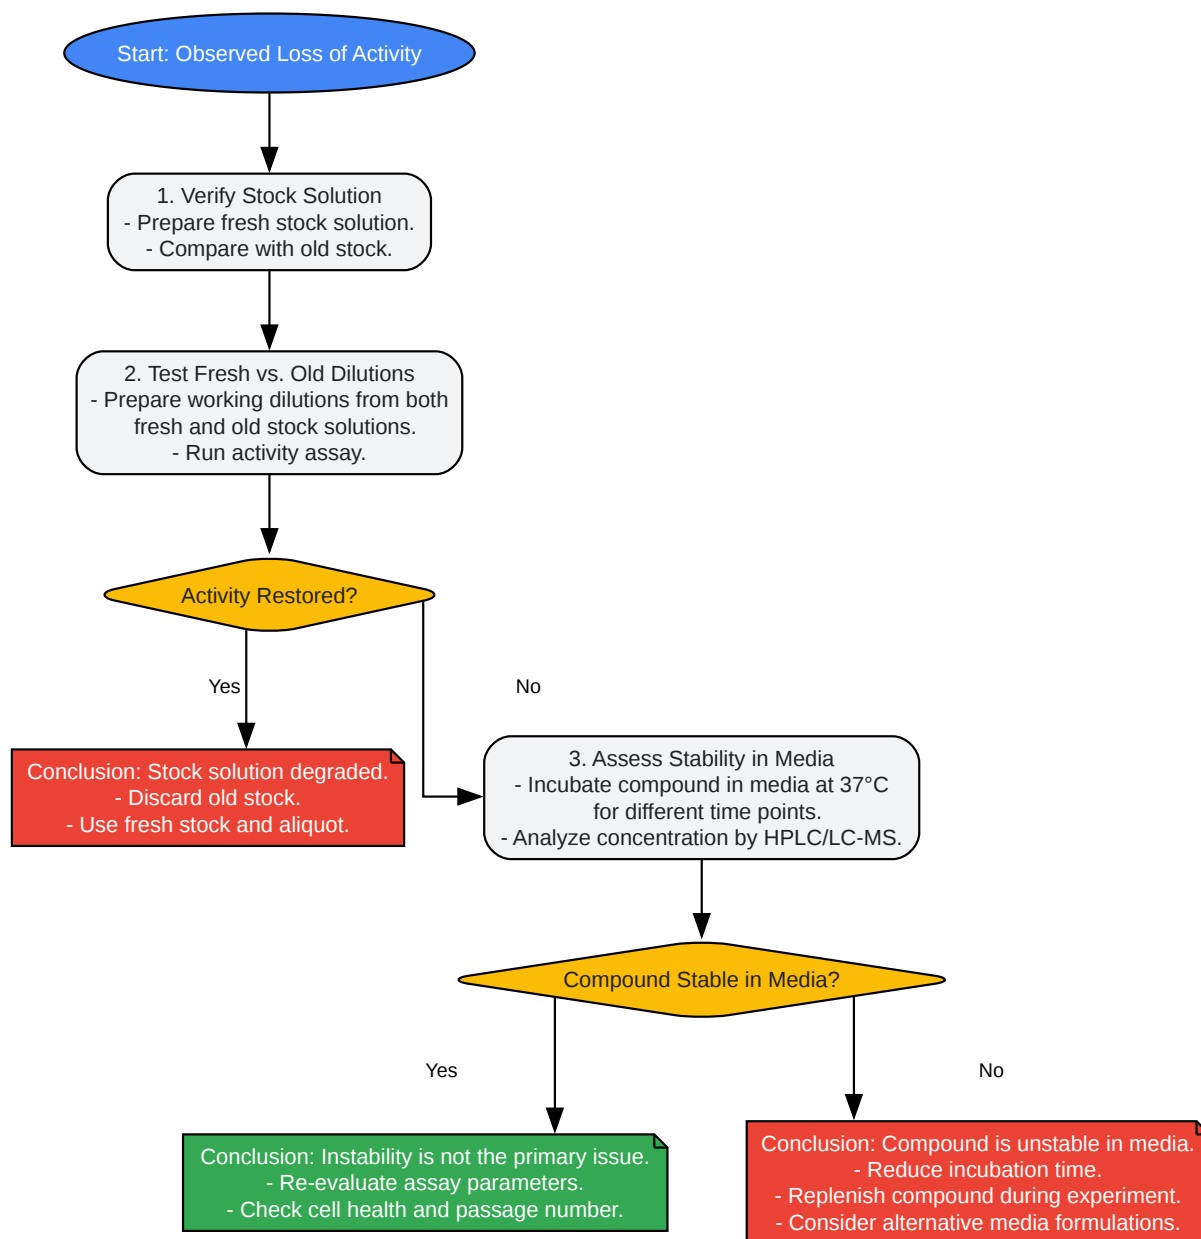 Start: Observed Loss of Activity
1. Verify Stock Solution
- Prepare fresh stock solution.
- Compare with old stock.
2. Test Fresh vs. Old Dilutions
- Prepare working dilutions from both
fresh and old stock solutions.
- Run activity assay.
Activity Restored?
Yes
No
Conclusion: Stock solution degraded.
- Discard old stock.
- Use fresh stock and aliquot.
3. Assess Stability in Media
- Incubate compound in media at 37°C
for different time points.
- Analyze concentration by HPLC/LC-MS.
Compound Stable in Media?
Yes
No
Conclusion: Instability is not the primary issue.
- Re-evaluate assay parameters.
- Check cell health and passage number.
Conclusion: Compound is unstable in media.
- Reduce incubation time.
- Replenish compound during experiment.
- Consider alternative media formulations.